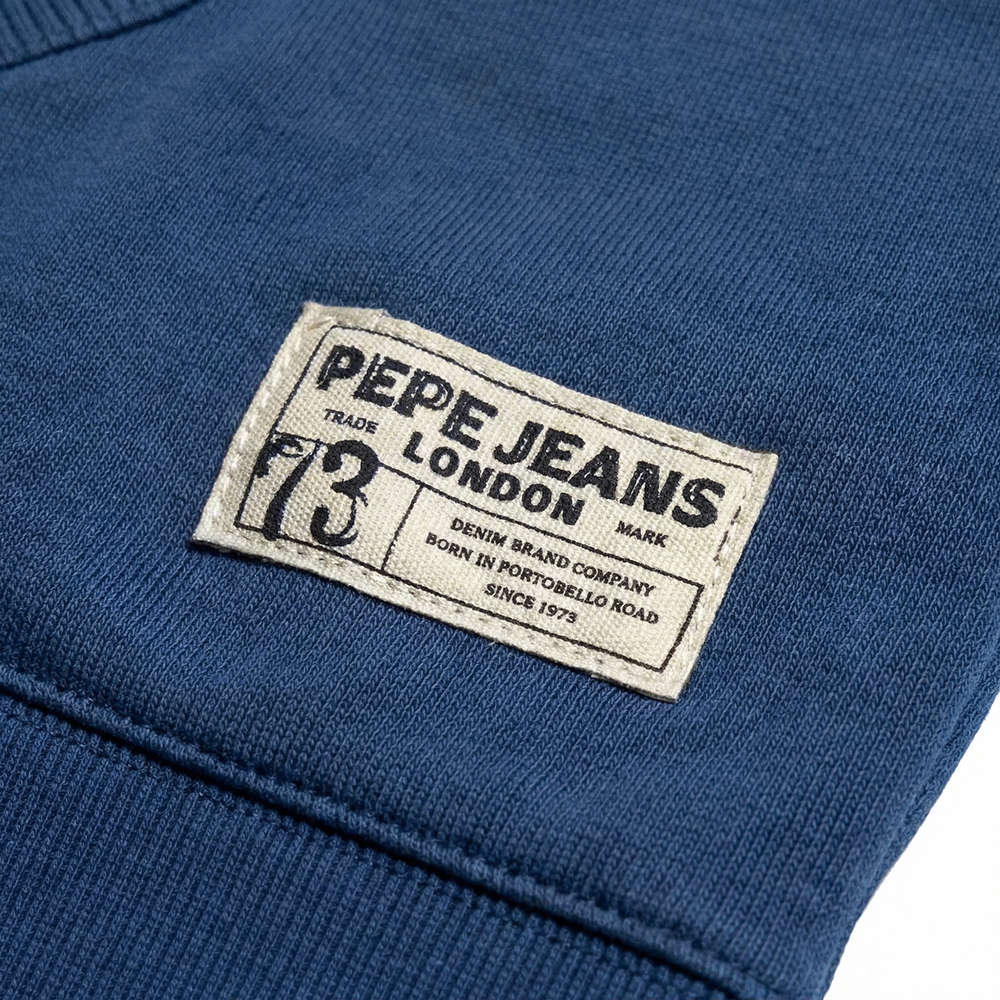 PEPE JEANS
TRADE
LONDON
MARK
73
DENIM BRAND COMPANY
BORN IN PORTOBELLO ROAD
SINCE 1973